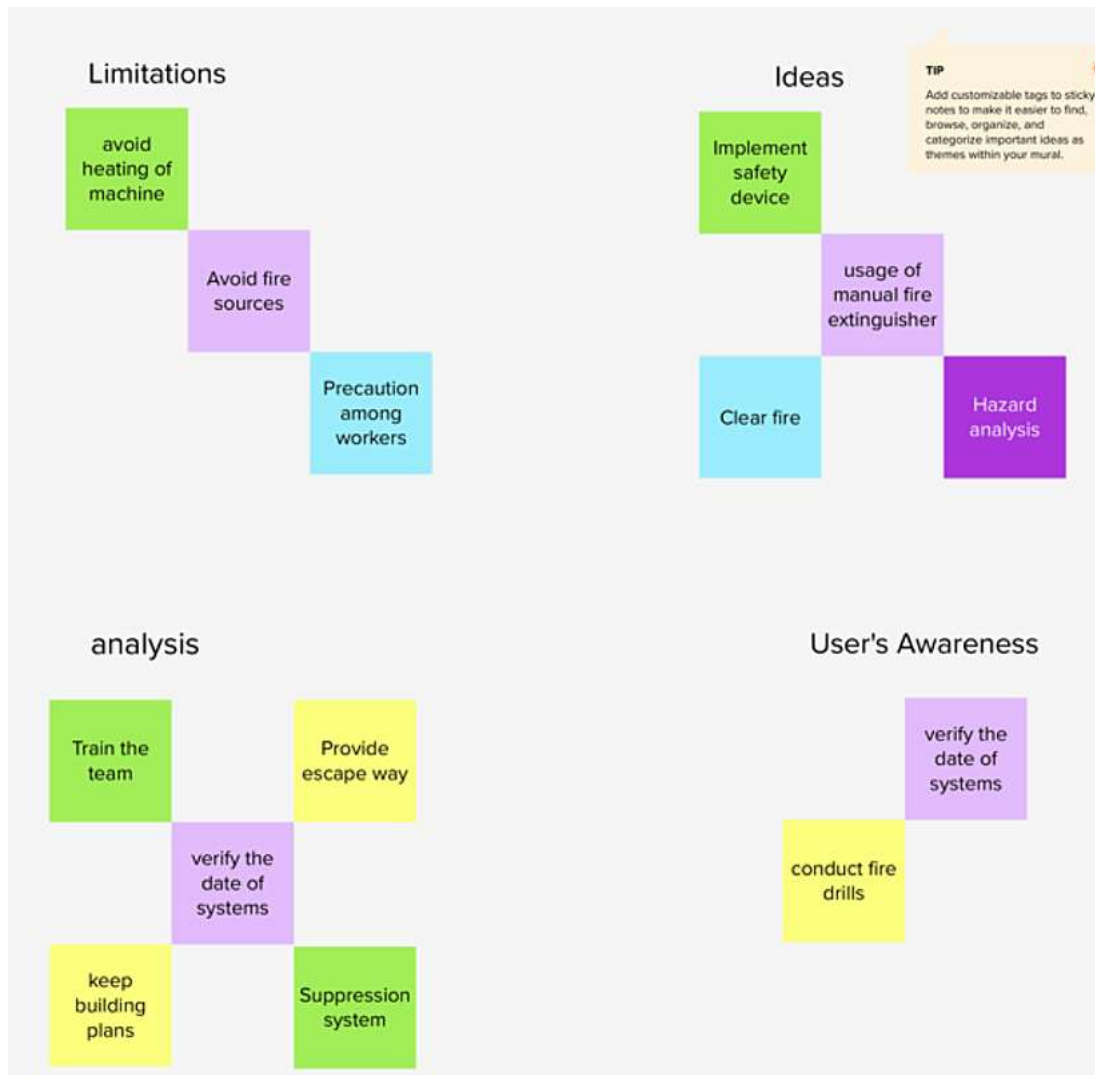 Limitations
avoid
heating of
machine
Avoid fire
sources
Precaution
among
workers
Ideas
TIP
Add customizable tags to sticky
notes to make it easier to find,
browse, organize, and
categorize important ideas as
themes within your mural.
Implement
safety
device
usage of
manual fire
extinguisher
Clear fire
Hazard
analysis
analysis
Train the
team
Provide
escape way
verify the
date of
systems
keep
building
plans
Suppression
system
User's Awareness
verify the
date of
systems
conduct fire
drills